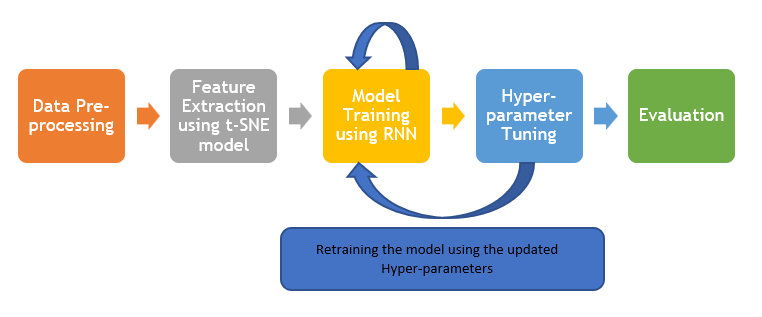 Data Pre-
processing
Feature
Extraction
using t-SNE
model
Model
Training
using RNN
Hyper-
parameter
Tuning
Evaluation
Retraining the model using the updated
Hyper-parameters